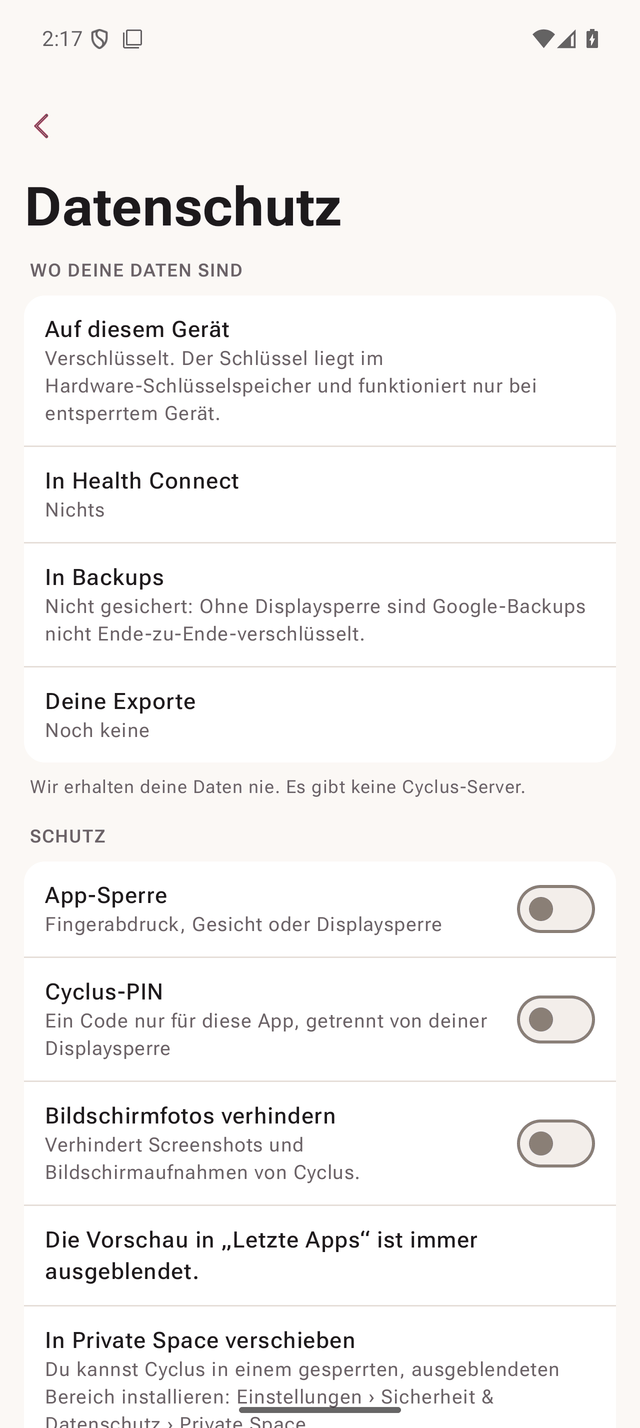 2:17
Datenschutz
WO DEINE DATEN SIND
Auf diesem Gerät
Verschlüsselt. Der Schlüssel liegt im
Hardware-Schlüsselspeicher und funktioniert nur bei
entsperrtem Gerät.
In Health Connect
Nichts
In Backups
Nicht gesichert: Ohne Displaysperre sind Google-Backups
nicht Ende-zu-Ende-verschlüsselt.
Deine Exporte
Noch keine
Wir erhalten deine Daten nie. Es gibt keine Cyclus-Server.
SCHUTZ
App-Sperre
Fingerabdruck, Gesicht oder Displaysperre
Cyclus-PIN
Ein Code nur für diese App, getrennt von deiner
Displaysperre
Bildschirmfotos verhindern
Verhindert Screenshots und
Bildschirmaufnahmen von Cyclus.
Die Vorschau in „Letzte Apps“ ist immer
ausgeblendet.
In Private Space verschieben
Du kannst Cyclus in einem gesperrten, ausgeblendeten
Bereich installieren: Einstellungen › Sicherheit &
Datenschutz › Private Space